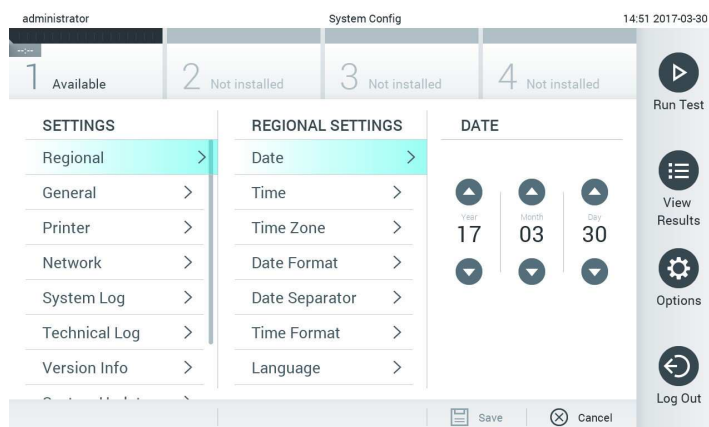 administrator
System Config
14:51 2017-03-30
--:--
1 Available
2 Not installed
3 Not installed
4 Not installed
SETTINGS
Regional
General
Printer
Network
System Log
Technical Log
Version Info
REGIONAL SETTINGS
Date
Time
Time Zone
Date Format
Date Separator
Time Format
Language
DATE
Year Month Day
17 03 30
Save
Cancel
Run Test
View
Results
Options
Log Out